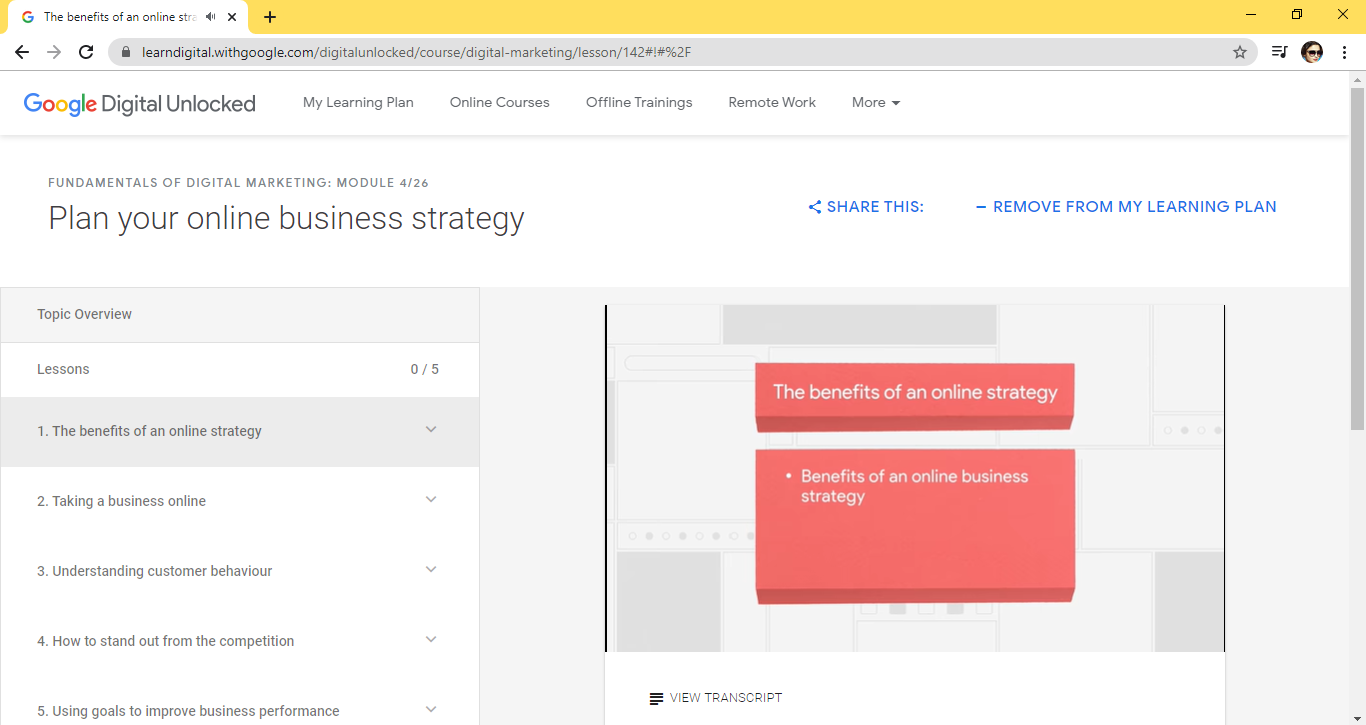 The benefits of an online stra
learndigital.withgoogle.com/digitalunlocked/course/digital-marketing/lesson/142#!#%2F
Google Digital Unlocked
My Learning Plan
Online Courses
Offline Trainings
Remote Work
More
FUNDAMENTALS OF DIGITAL MARKETING: MODULE 4/26
Plan your online business strategy
SHARE THIS:
REMOVE FROM MY LEARNING PLAN
Topic Overview
Lessons 0 / 5
1. The benefits of an online strategy
2. Taking a business online
3. Understanding customer behaviour
4. How to stand out from the competition
5. Using goals to improve business performance
The benefits of an online strategy
• Benefits of an online business
strategy
VIEW TRANSCRIPT